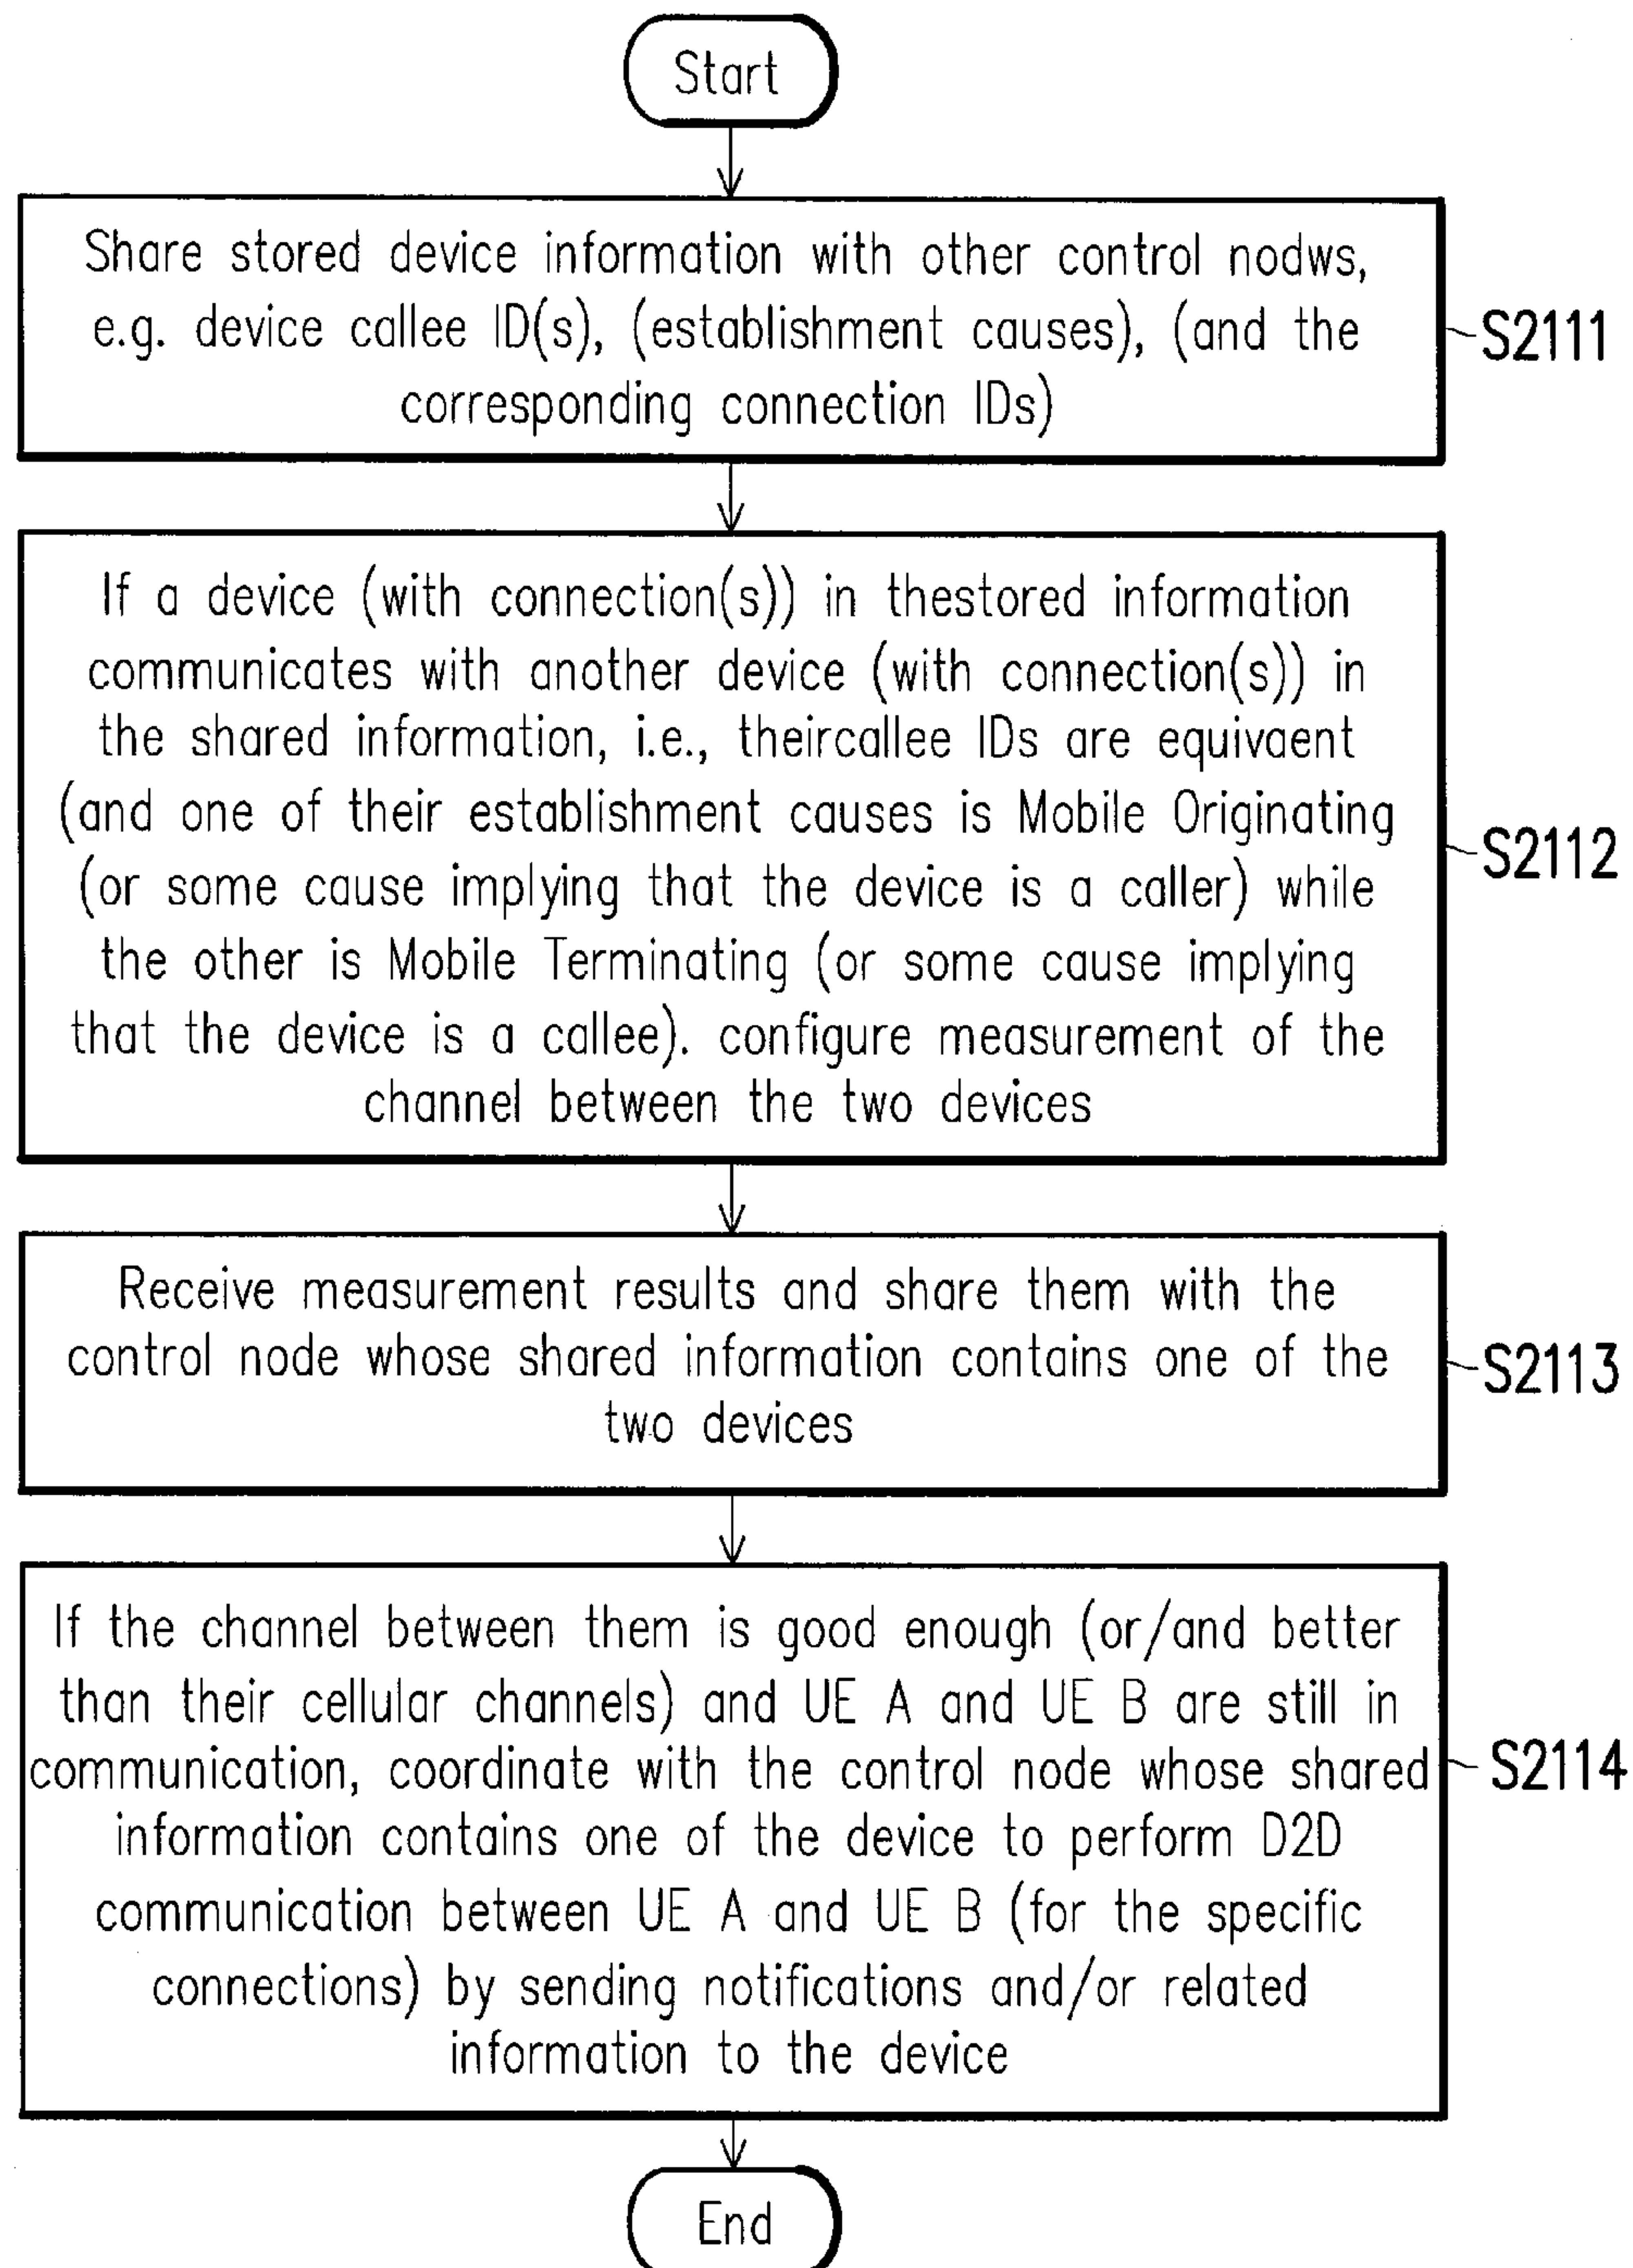 Start
Share stored device information with other control nodws,
e.g. device callee ID(s), (establishment causes), (and the
corresponding connection IDs)
S2111
If a device (with connection(s)) in thestored information
communicates with another device (with connection(s)) in
the shared information, i.e., theircallee IDs are equivaent
(and one of their establishment causes is Mobile Originating
(or some cause implying that the device is a caller) while
the other is Mobile Terminating (or some cause implying
that the device is a callee). configure measurement of the
channel between the two devices
S2112
Receive measurement results and share them with the
control node whose shared information contains one of the
two devices
S2113
If the channel between them is good enough (or/and better
than their cellular channels) and UE A and UE B are still in
communication, coordinate with the control node whose shared
information contains one of the device to perform D2D
communication between UE A and UE B (for the specific
connections) by sending notifications and/or related
information to the device
S2114
End